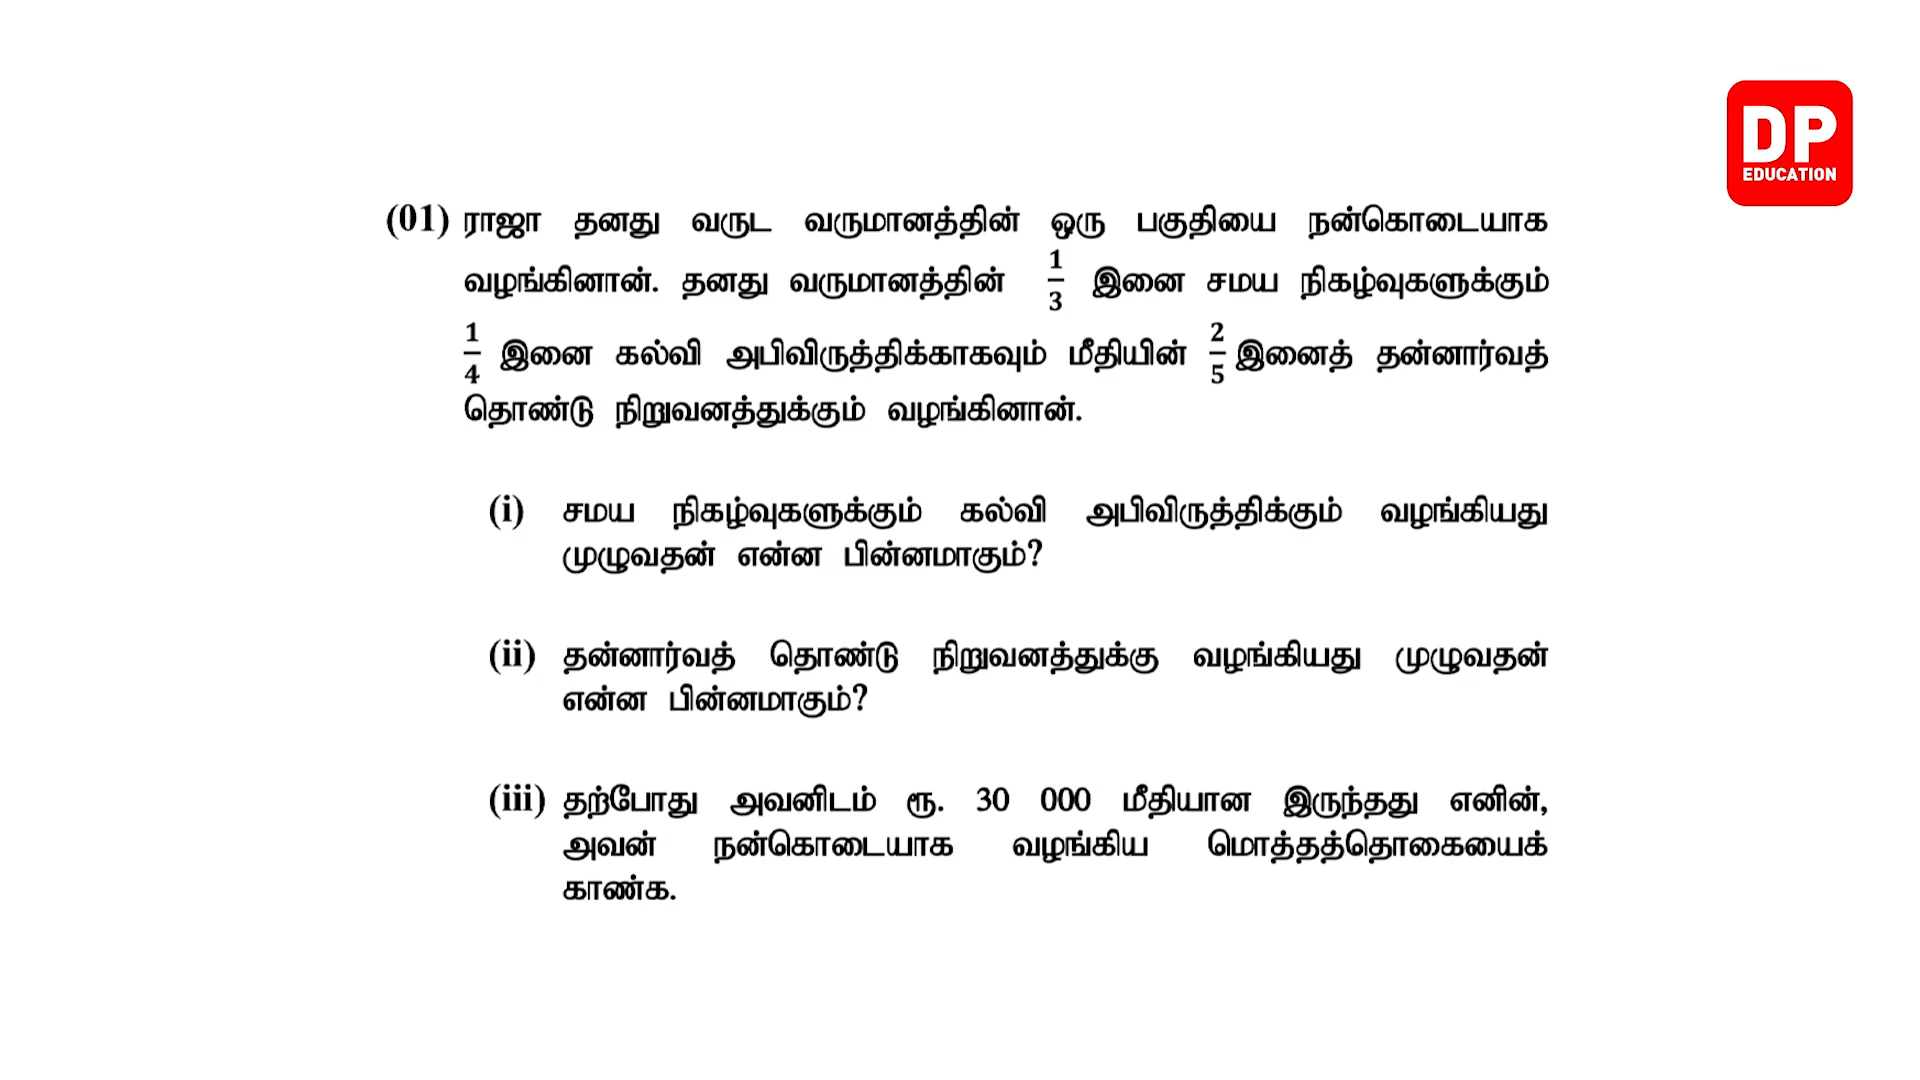 DP
EDUCATION
(01) ராஜா தனது வருட வருமானத்தின் ஒரு பகுதியை நன்கொடையாக
வழங்கினான். தனது வருமானத்தின் 1/3 இனை சமய நிகழ்வுகளுக்கும்
1/4 இனை கல்வி அபிவிருத்திக்காகவும் மீதியின் 2/5 இனைத் தன்னார்வத்
தொண்டு நிறுவனத்துக்கும் வழங்கினான்.
(i) சமய நிகழ்வுகளுக்கும் கல்வி அபிவிருத்திக்கும் வழங்கியது
முழுவதன் என்ன பின்னமாகும்?
(ii) தன்னார்வத் தொண்டு நிறுவனத்துக்கு வழங்கியது முழுவதன்
என்ன பின்னமாகும்?
(iii) தற்போது அவனிடம் ரூ. 30 000 மீதியான இருந்தது எனின்,
அவன் நன்கொடையாக வழங்கிய மொத்தத்தொகையைக்
காண்க.